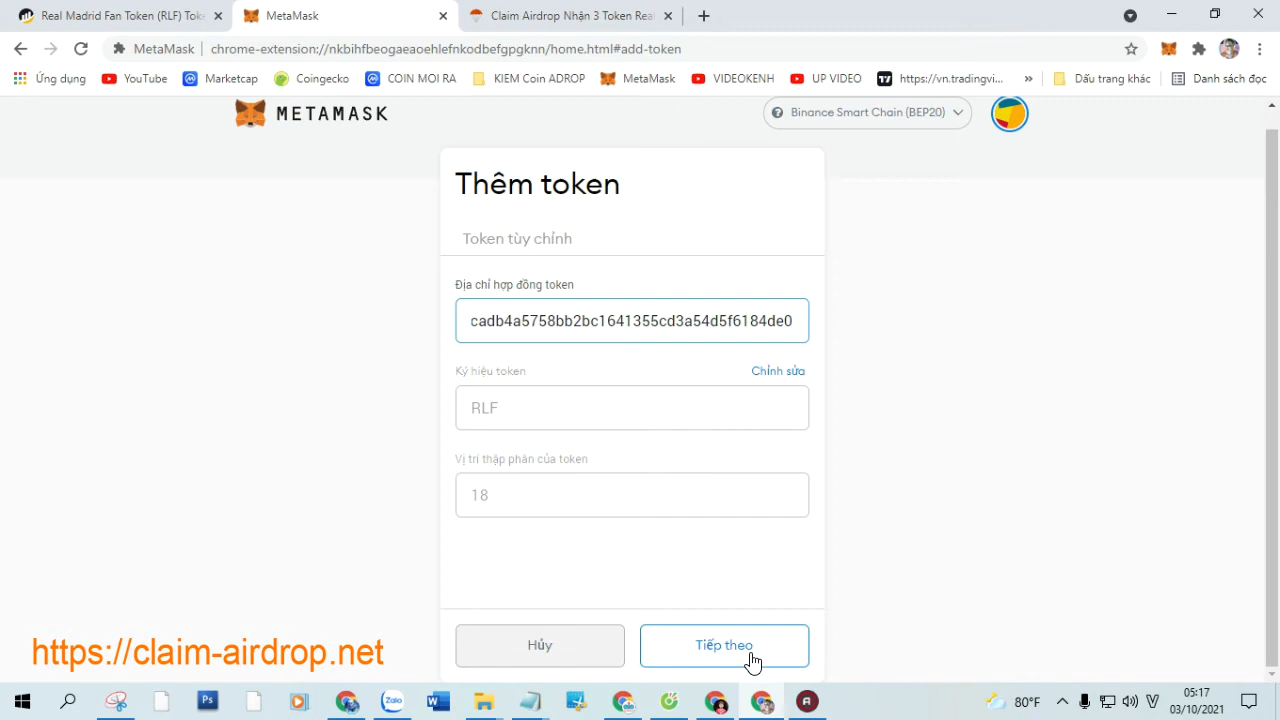 Real Madrid Fan Token (RLF) Toke
MetaMask
Claim Airdrop Nhận 3 Token Real
MetaMask
chrome-extension://nkbihfbeogaeaoehlefnkodbefgpgknn/home.html#add-token
Ứng dụng
YouTube
Marketcap
Coingecko
COIN MOI RA
KIEM Coin ADROP
MetaMask
VIDEOKENH
UP VIDEO
https://vn.tradingvi...
»
Dấu trang khác
Danh sách đọc
METAMASK
Binance Smart Chain (BEP20)
Thêm token
Token tùy chỉnh
Địa chỉ hợp đồng token
cadb4a5758bb2bc1641355cd3a54d5f6184de0
Ký hiệu token
Chỉnh sửa
RLF
Vị trí thập phân của token
18
Hủy
Tiếp theo
https://claim-airdrop.net
80°F
05:17
03/10/2021